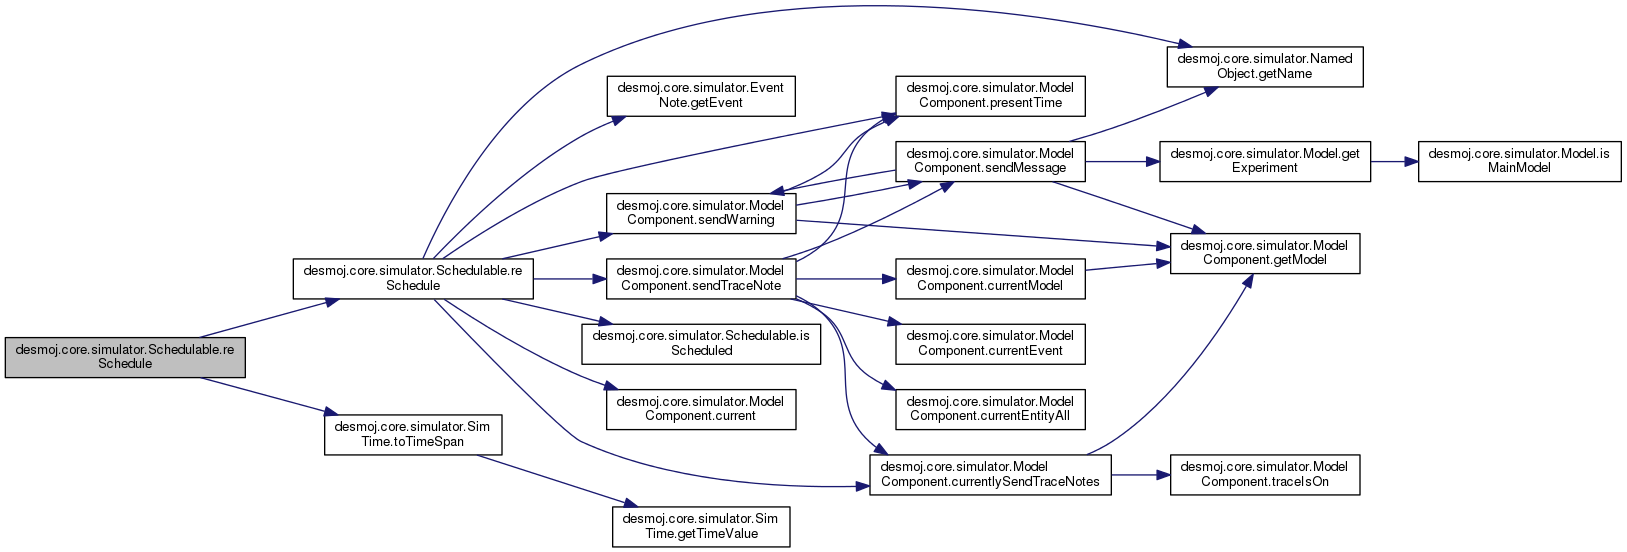 desmoj.core.simulator.Schedulable.re
Schedule
desmoj.core.simulator.Schedulable.re
Schedule
desmoj.core.simulator.Sim
Time.toTimeSpan
desmoj.core.simulator.Event
Note.getEvent
desmoj.core.simulator.Model
Component.sendWarning
desmoj.core.simulator.Model
Component.sendTraceNote
desmoj.core.simulator.Schedulable.is
Scheduled
desmoj.core.simulator.Model
Component.current
desmoj.core.simulator.Sim
Time.getTimeValue
desmoj.core.simulator.Model
Component.presentTime
desmoj.core.simulator.Model
Component.sendMessage
desmoj.core.simulator.Model
Component.currentModel
desmoj.core.simulator.Model
Component.currentEvent
desmoj.core.simulator.Model
Component.currentEntityAll
desmoj.core.simulator.Model
Component.currentlySendTraceNotes
desmoj.core.simulator.Named
Object.getName
desmoj.core.simulator.Model.get
Experiment
desmoj.core.simulator.Model
Component.getModel
desmoj.core.simulator.Model
Component.traceIsOn
desmoj.core.simulator.Model.is
MainModel